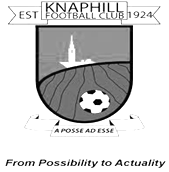 KNAPHILL
EST FOOTBALL CLUB 1924
A POSSE AD ESSE
From Possibility to Actuality